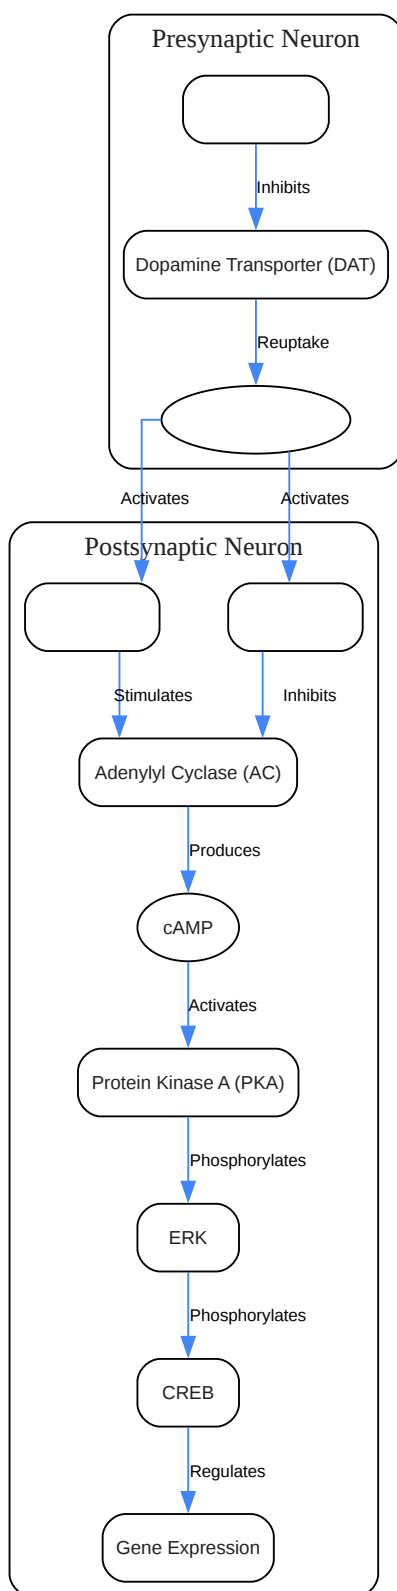 Presynaptic Neuron
Inhibits
Dopamine Transporter (DAT)
Reuptake
Activates
Activates
Postsynaptic Neuron
Stimulates
Inhibits
Adenylyl Cyclase (AC)
Produces
cAMP
Activates
Protein Kinase A (PKA)
Phosphorylates
ERK
Phosphorylates
CREB
Regulates
Gene Expression